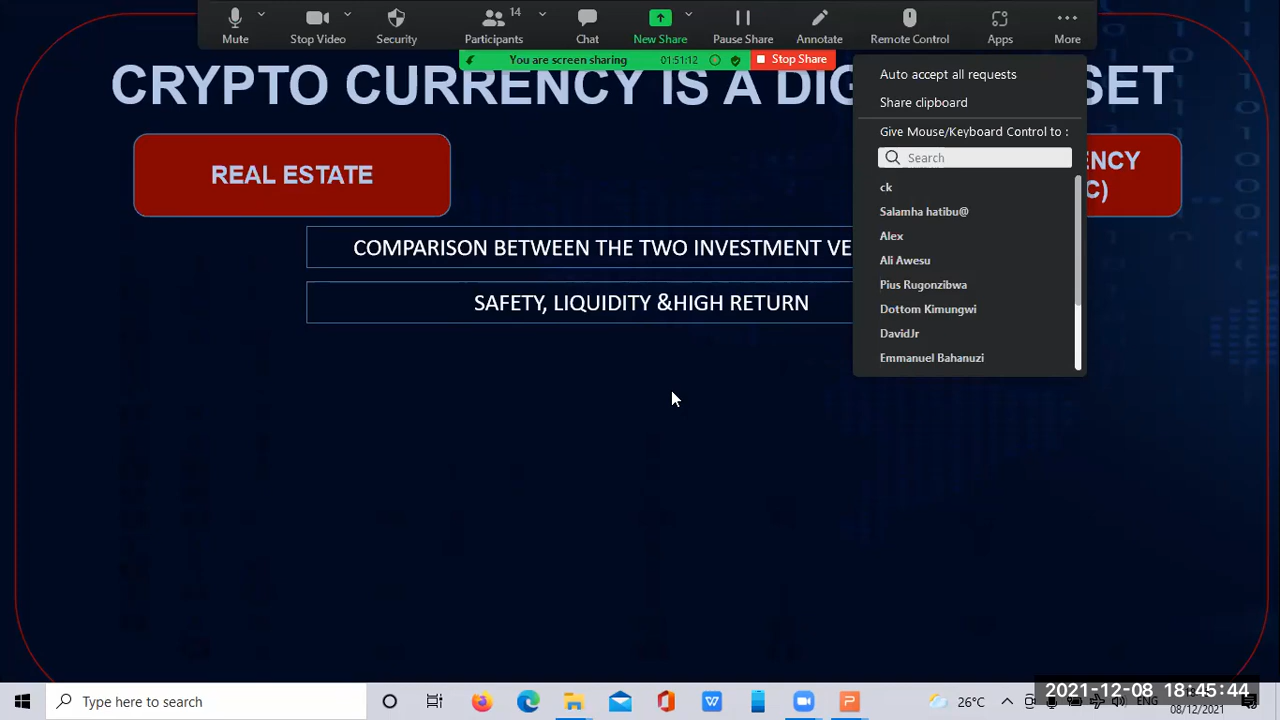 14
Mute
Stop Video
Security
Participants
Chat
New Share
Pause Share
Annotate
Remote Control
Apps
More
You are screen sharing
01:51:12
Stop Share
CRYPTO CURRENCY IS A DIG
SET
Auto accept all requests
Share clipboard
Give Mouse/Keyboard Control to :
Search
ck
Salamha hatibu@
Alex
Ali Awesu
Pius Rugonzibwa
Dottom Kimungwi
DavidJr
Emmanuel Bahanuzi
REAL ESTATE
ENCY
C)
COMPARISON BETWEEN THE TWO INVESTMENT VE
SAFETY, LIQUIDITY &HIGH RETURN
Type here to search
26°C
ENG
2021-12-08 18:45:44
08/12/2021